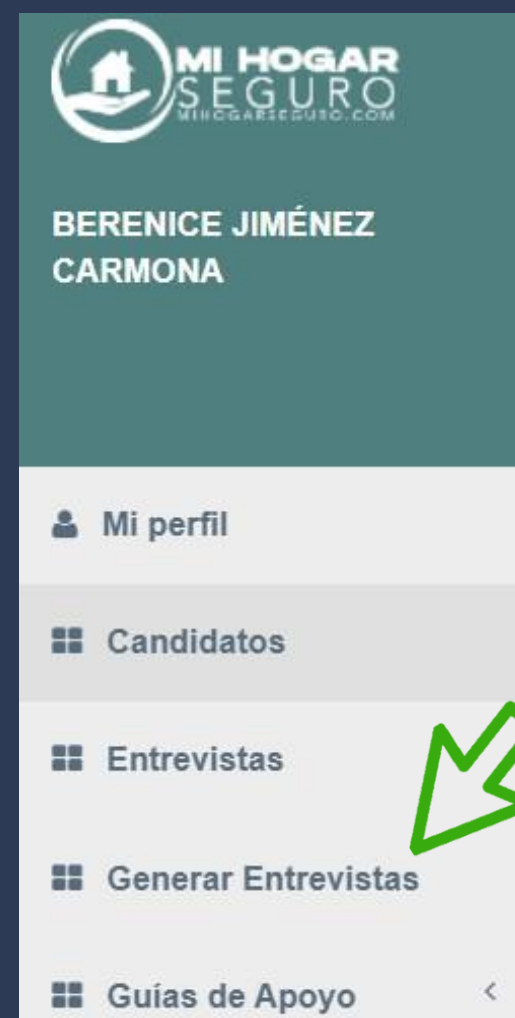 MI HOGAR
SEGURO
MIHOGARSEGURO.COM
BERENICE JIMÉNEZ
CARMONA
Mi perfil
Candidatos
Entrevistas
Generar Entrevistas
Guías de Apoyo